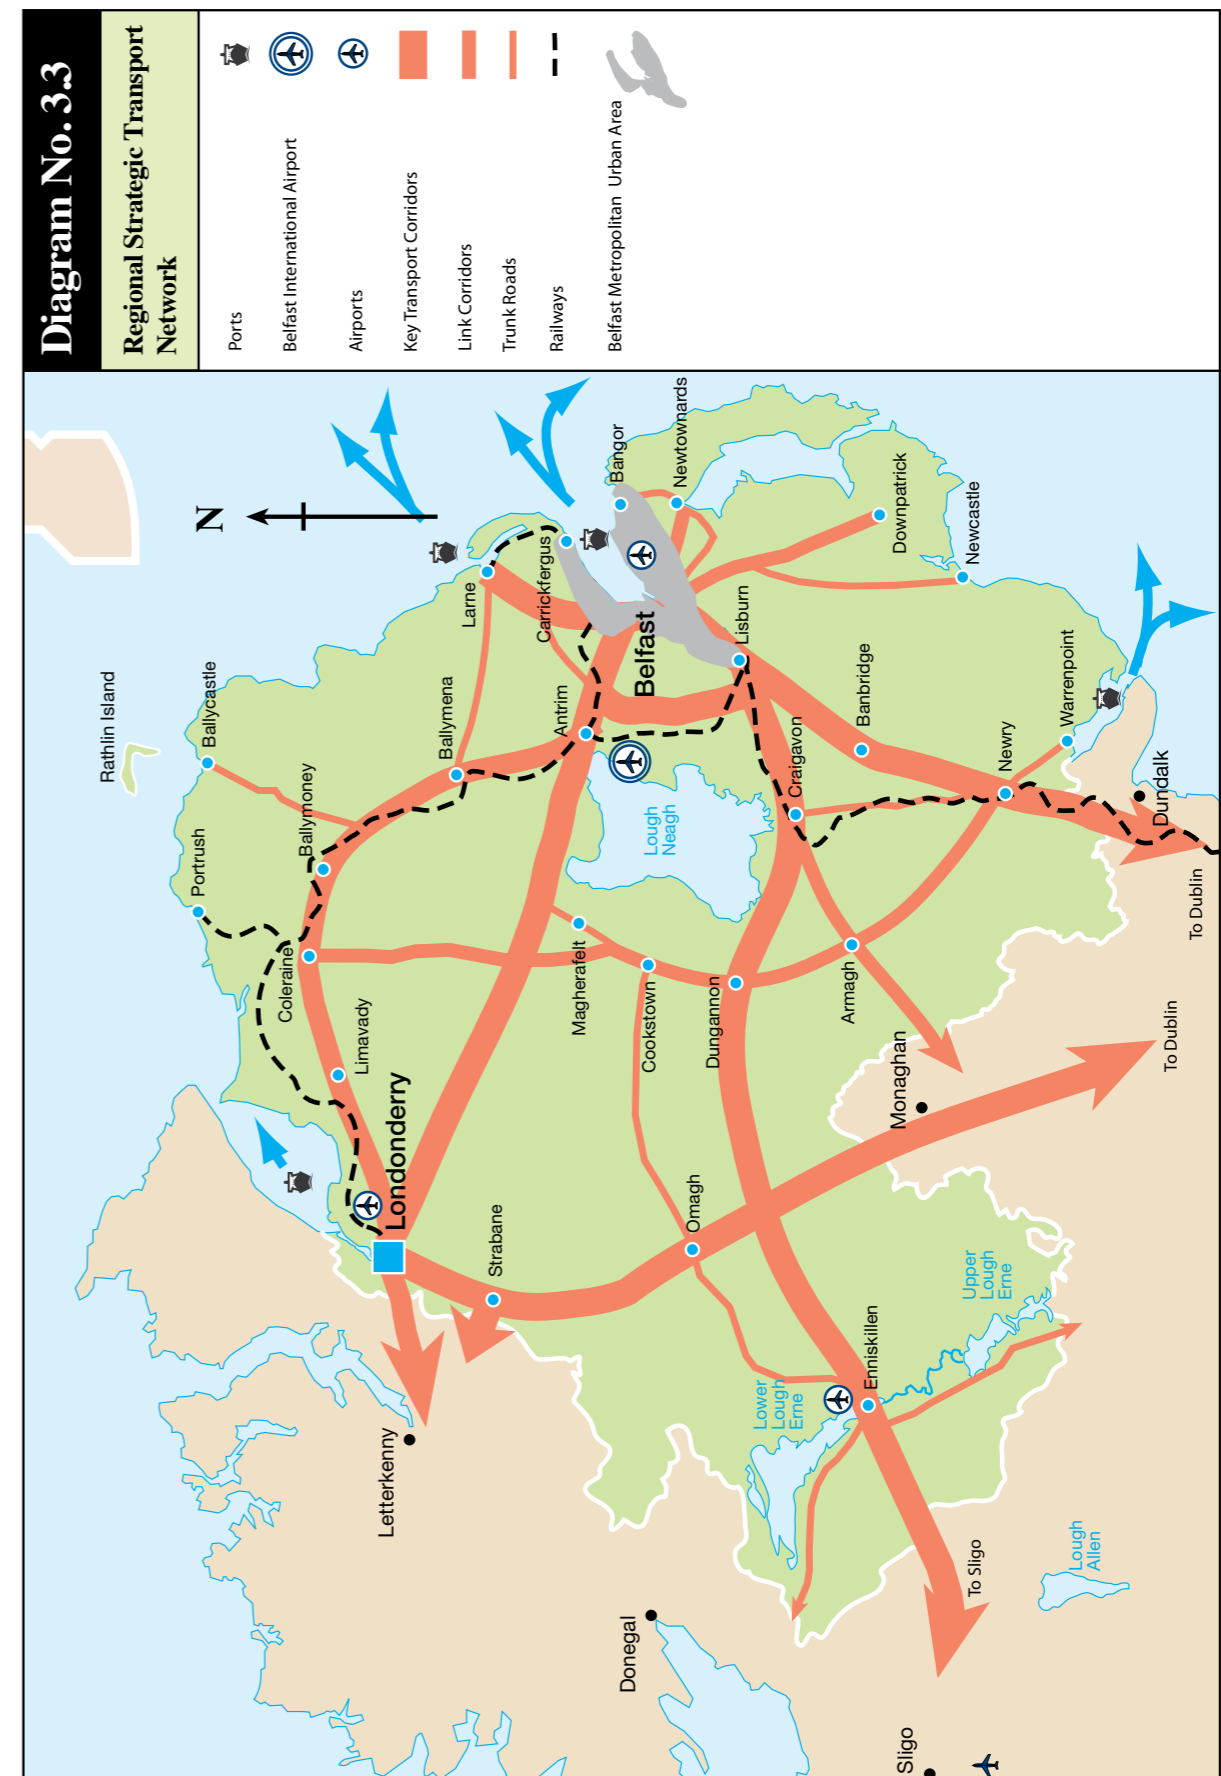 Diagram No. 3.3
Regional Strategic Transport
Network
Ports
Belfast International Airport
Airports
Key Transport Corridors
Link Corridors
Trunk Roads
Railways
Belfast Metropolitan Urban Area
N
Rathlin Island
Ballycastle
Portrush
Ballymoney
Coleraine
Limavady
Londonderry
Letterkenny
Strabane
Larne
Ballymena
Carrickfergus
Antrim
Belfast
Bangor
Newtownards
Lough
Neagh
Magherafelt
Cookstown
Lisburn
Craigavon
Dungannon
Omagh
Donegal
Lower
Lough
Erne
Enniskillen
Downpatrick
Newcastle
Banbridge
Armagh
Monaghan
Sligo
Upper
Lough
Erne
Warrenpoint
Newry
To Sligo
Lough
Allen
Dundalk
To Dublin
To Dublin